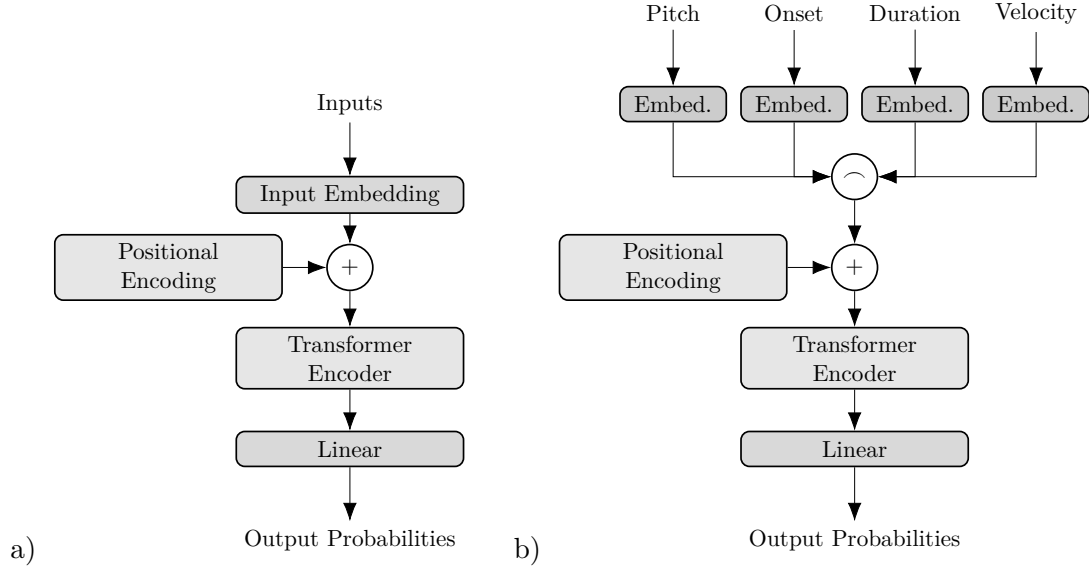 Inputs
Input Embedding
Positional
Encoding
+
Transformer
Encoder
Linear
Output Probabilities
a)
Pitch Onset Duration Velocity
Embed. Embed. Embed. Embed.
⌢
Positional
Encoding
+
Transformer
Encoder
Linear
Output Probabilities
b)